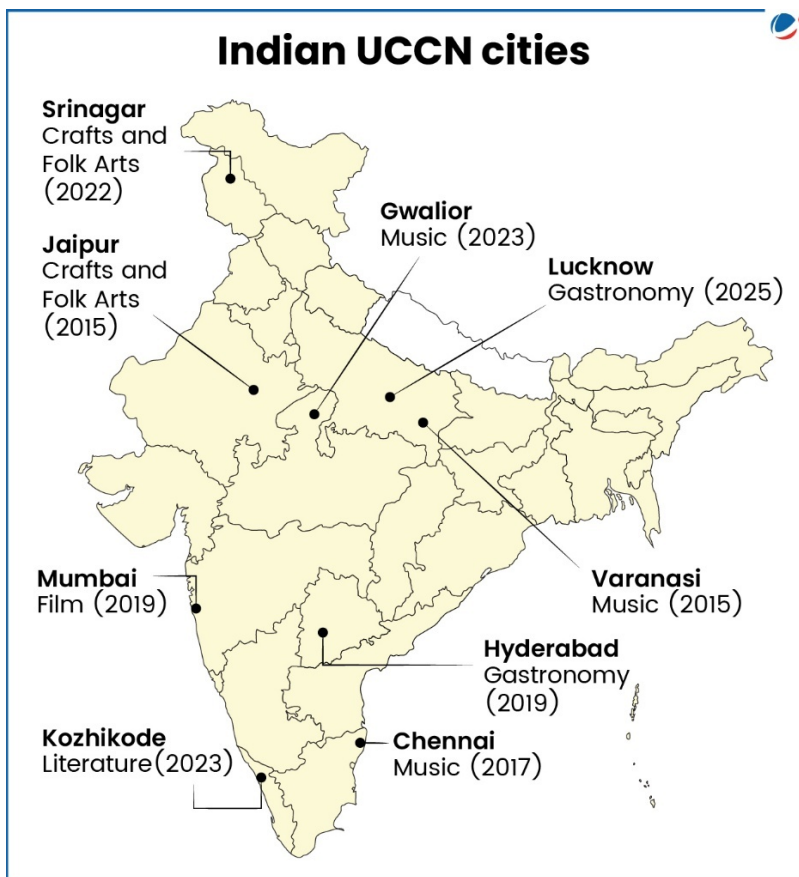 Indian UCCN cities
Srinagar
Crafts and
Folk Arts
(2022)
Gwalior
Music (2023)
Jaipur
Crafts and
Folk Arts
(2015)
Lucknow
Gastronomy (2025)
Mumbai
Film (2019)
Varanasi
Music (2015)
Hyderabad
Gastronomy
(2019)
Kozhikode
Literature(2023)
Chennai
Music (2017)